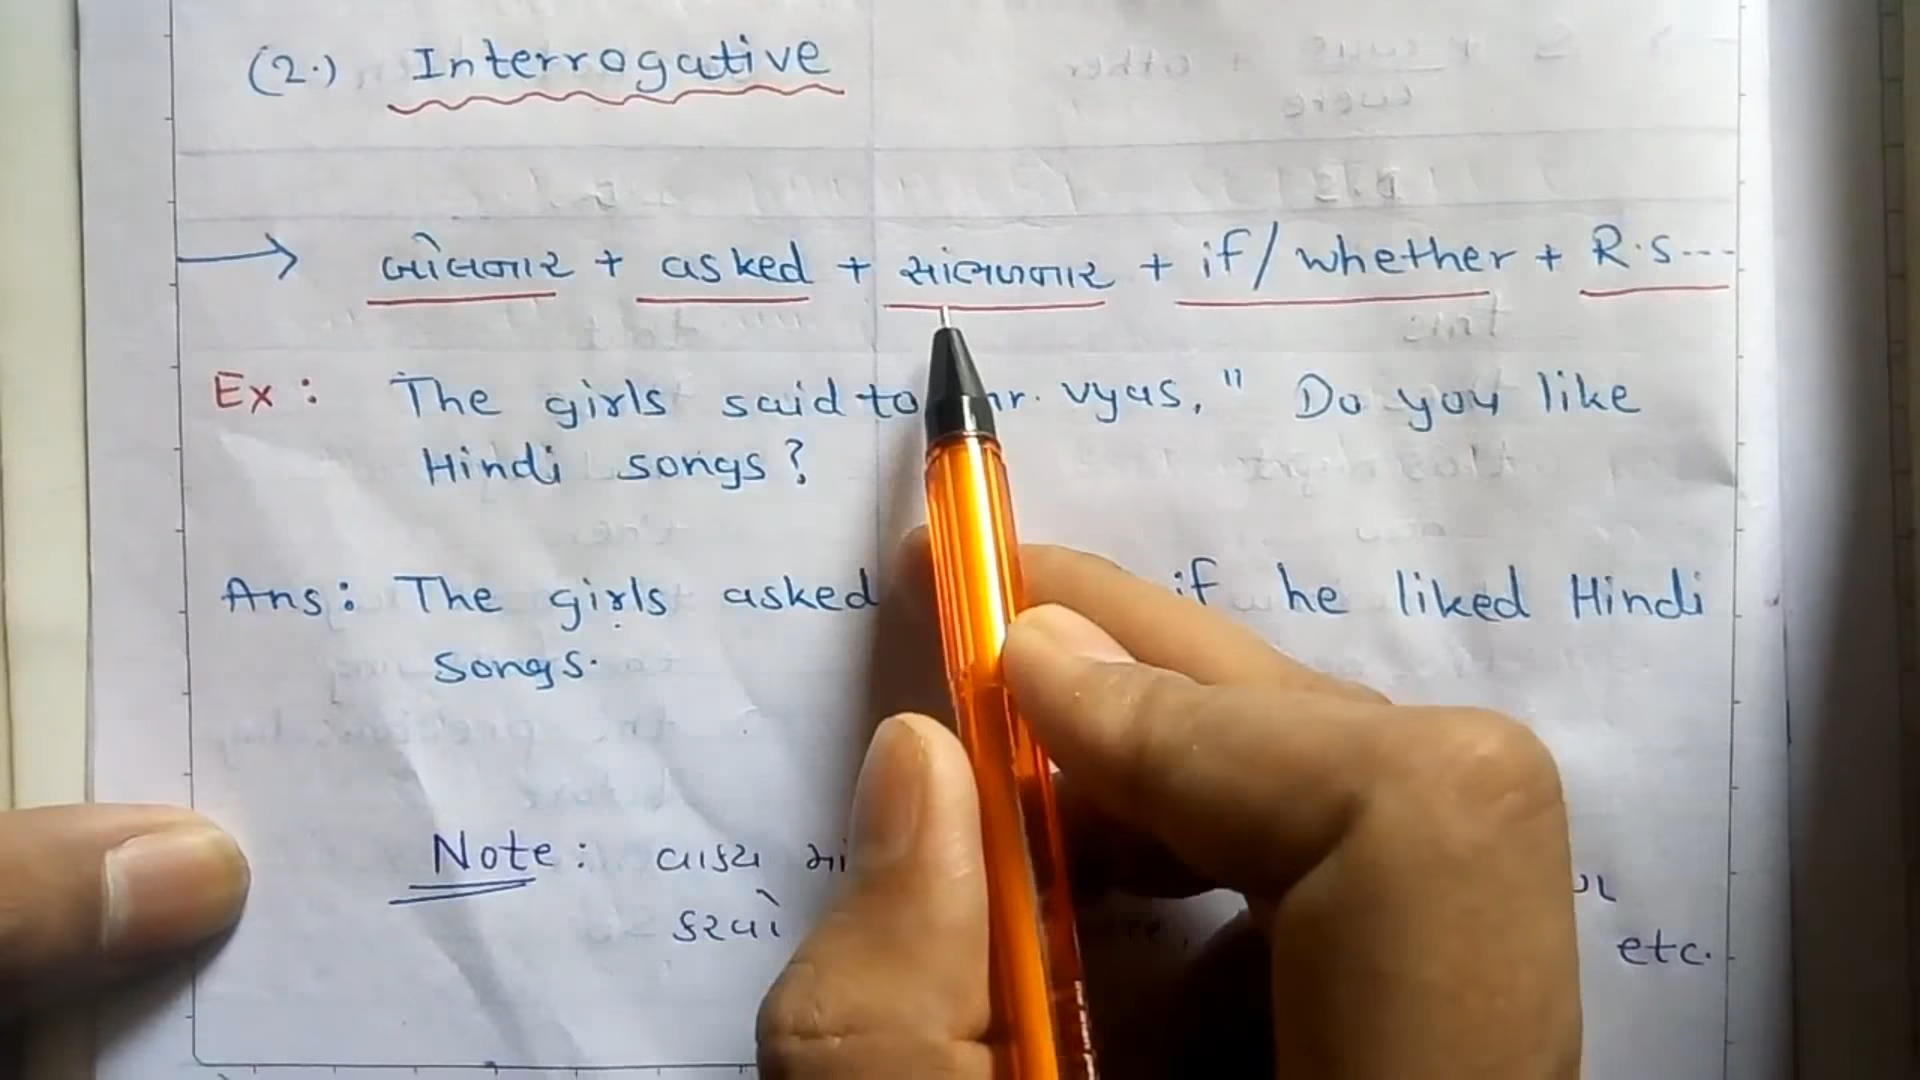 (2.) Interrogative
→ બોલનાર + asked + સાંભળનાર + if / whether + R.S...
Ex: The girls said to mr. vyas, " Do you like
Hindi songs?
Ans: The girls asked if he liked Hindi
songs.
Note: વાક્ય
કરવો
etc.